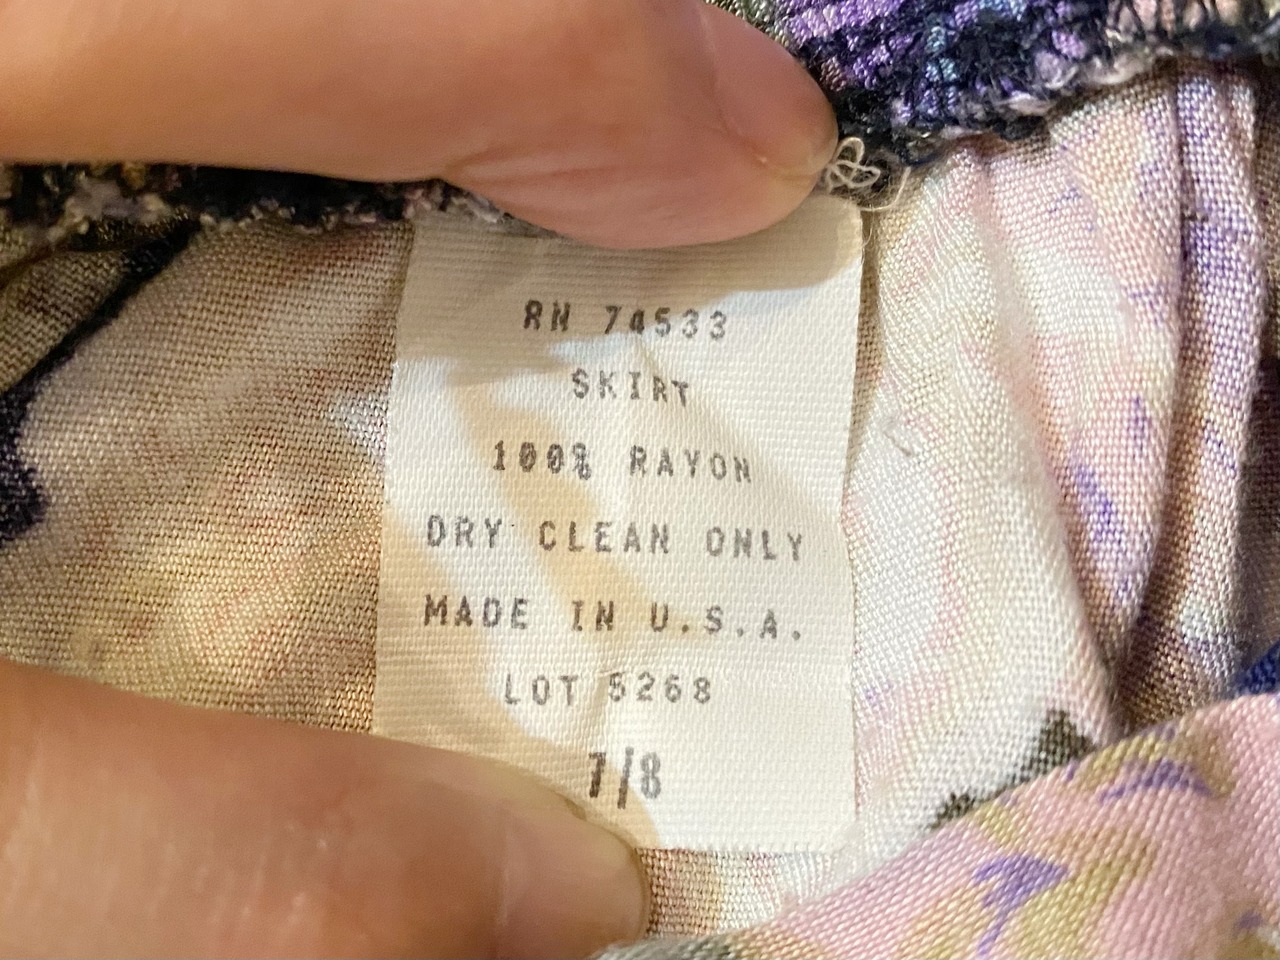 RN 74533
SKIRT
100% RAYON
DRY CLEAN ONLY
MADE IN U.S.A.
LOT 5268
7/8